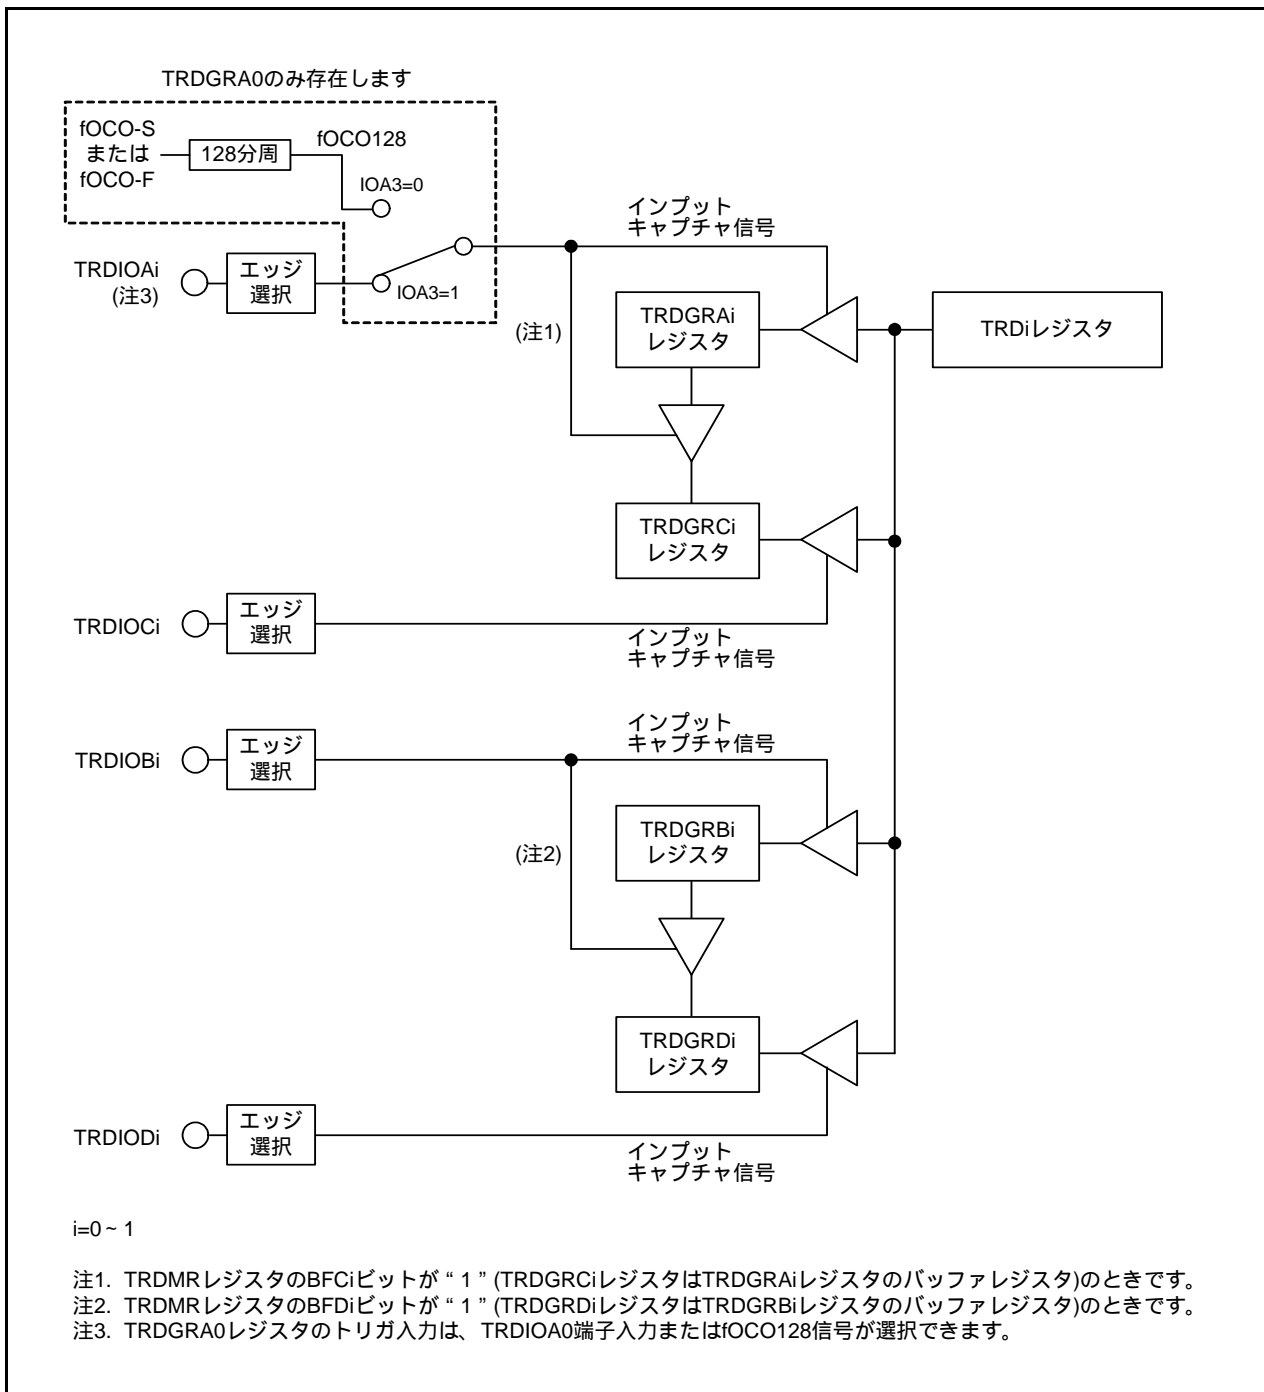 TRDGRA0のみ存在します
fOCO-S
または
fOCO-F
128分周
fOCO128
IOA3=0
TRDIOAi
(注3)
エッジ
選択
IOA3=1
インプット
キャプチャ信号
(注1)
TRDGRAi
レジスタ
TRDiレジスタ
TRDGRCi
レジスタ
TRDIOCi
エッジ
選択
インプット
キャプチャ信号
TRDIOBi
エッジ
選択
インプット
キャプチャ信号
(注2)
TRDGRBi
レジスタ
TRDGRDi
レジスタ
TRDIODi
エッジ
選択
インプット
キャプチャ信号
i=0~1
注1. TRDMRレジスタのBFCiビットが“1”(TRDGRCiレジスタはTRDGRAiレジスタのバッファレジスタ)のときです。
注2. TRDMRレジスタのBFDiビットが“1”(TRDGRDiレジスタはTRDGRBiレジスタのバッファレジスタ)のときです。
注3. TRDGRA0レジスタのトリガ入力は、TRDIOA0端子入力またはfOCO128信号が選択できます。